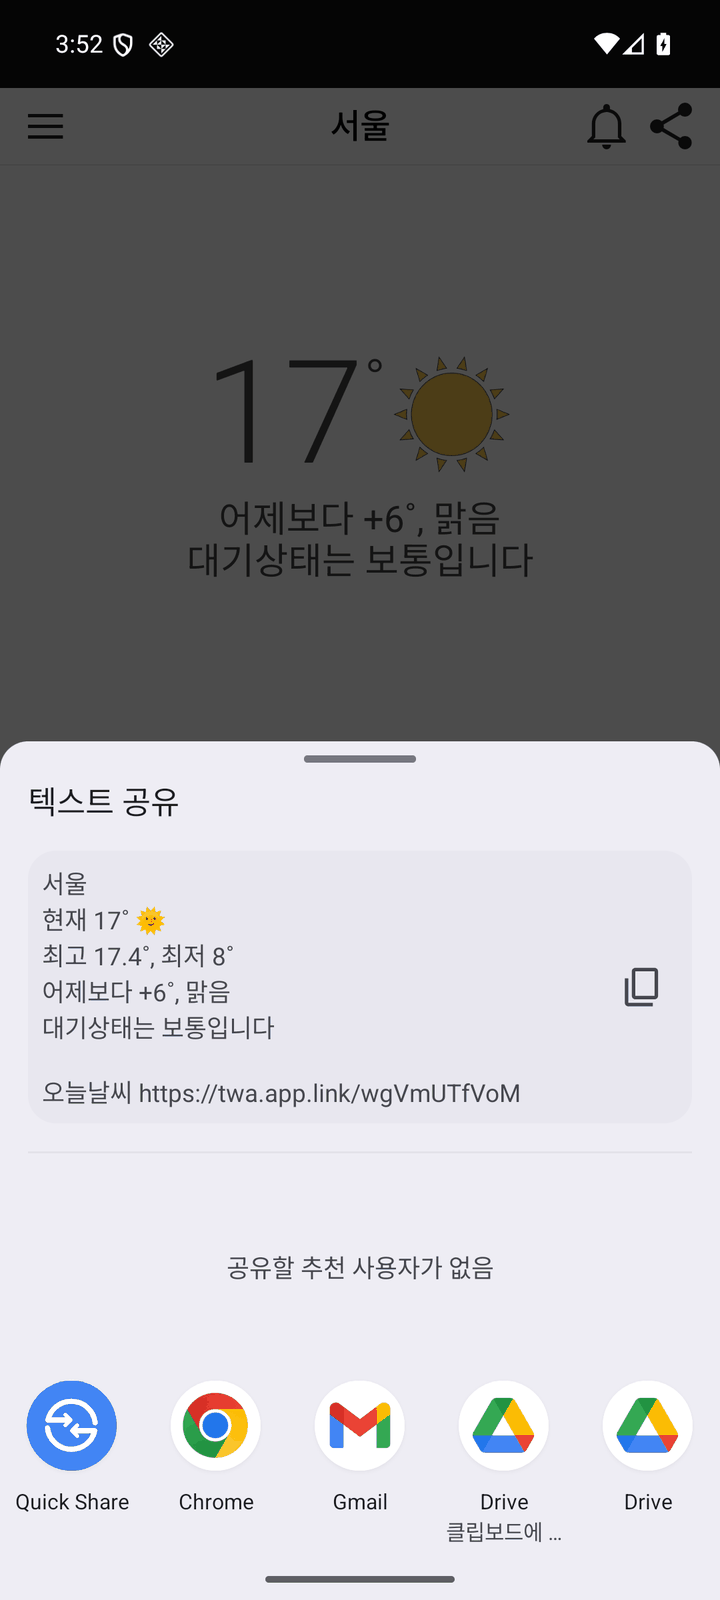 3:52
서울
17°
어제보다 +6°, 맑음
대기상태는 보통입니다
텍스트 공유
서울
현재 17° 🌞
최고 17.4°, 최저 8°
어제보다 +6°, 맑음
대기상태는 보통입니다
오늘날씨 https://twa.app.link/wgVmUTfVoM
공유할 추천 사용자가 없음
Quick Share
Chrome
Gmail
Drive
클립보드에 ...
Drive